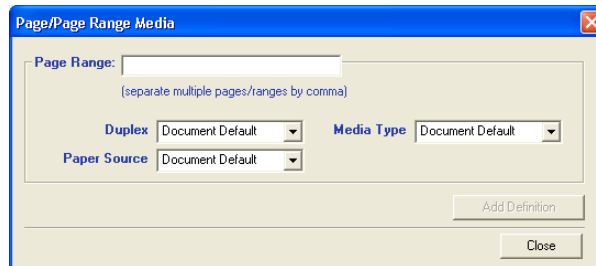 Page/Page Range Media
Page Range:
(separate multiple pages/ranges by comma)
Duplex Document Default Media Type Document Default
Paper Source Document Default
Add Definition
Close